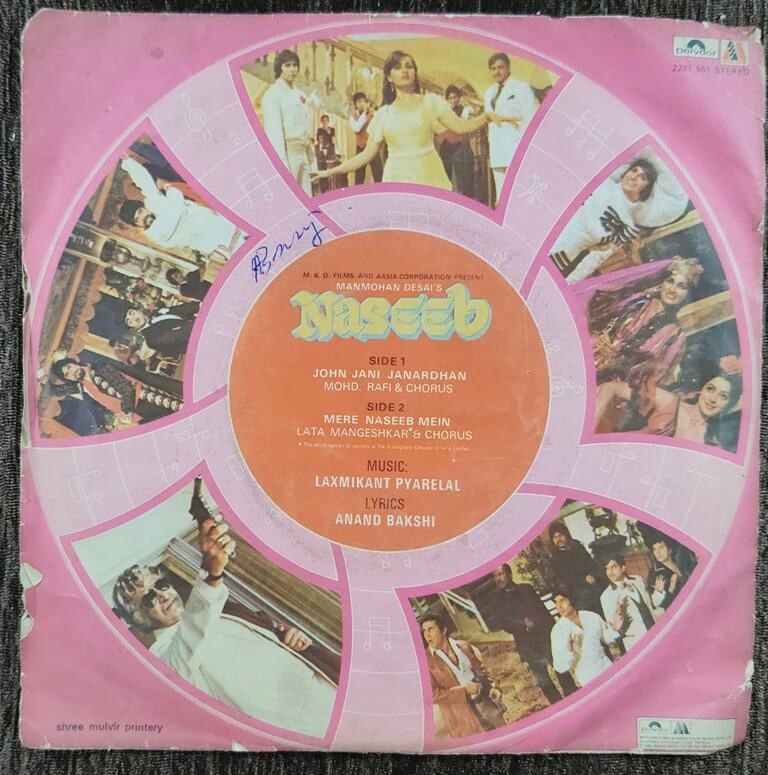 Polydor
2221 561 STEREO
M. K. D. FILMS AND AASIA CORPORATION PRESENT
MANMOHAN DESAI'S
Naseeb
SIDE 1
JOHN JANI JANARDHAN
MOHD. RAFI & CHORUS
SIDE 2
MERE NASEEB MEIN
LATA MANGESHKAR* & CHORUS
MUSIC:
LAXMIKANT PYARELAL
LYRICS
ANAND BAKSHI
shree mulvir printery